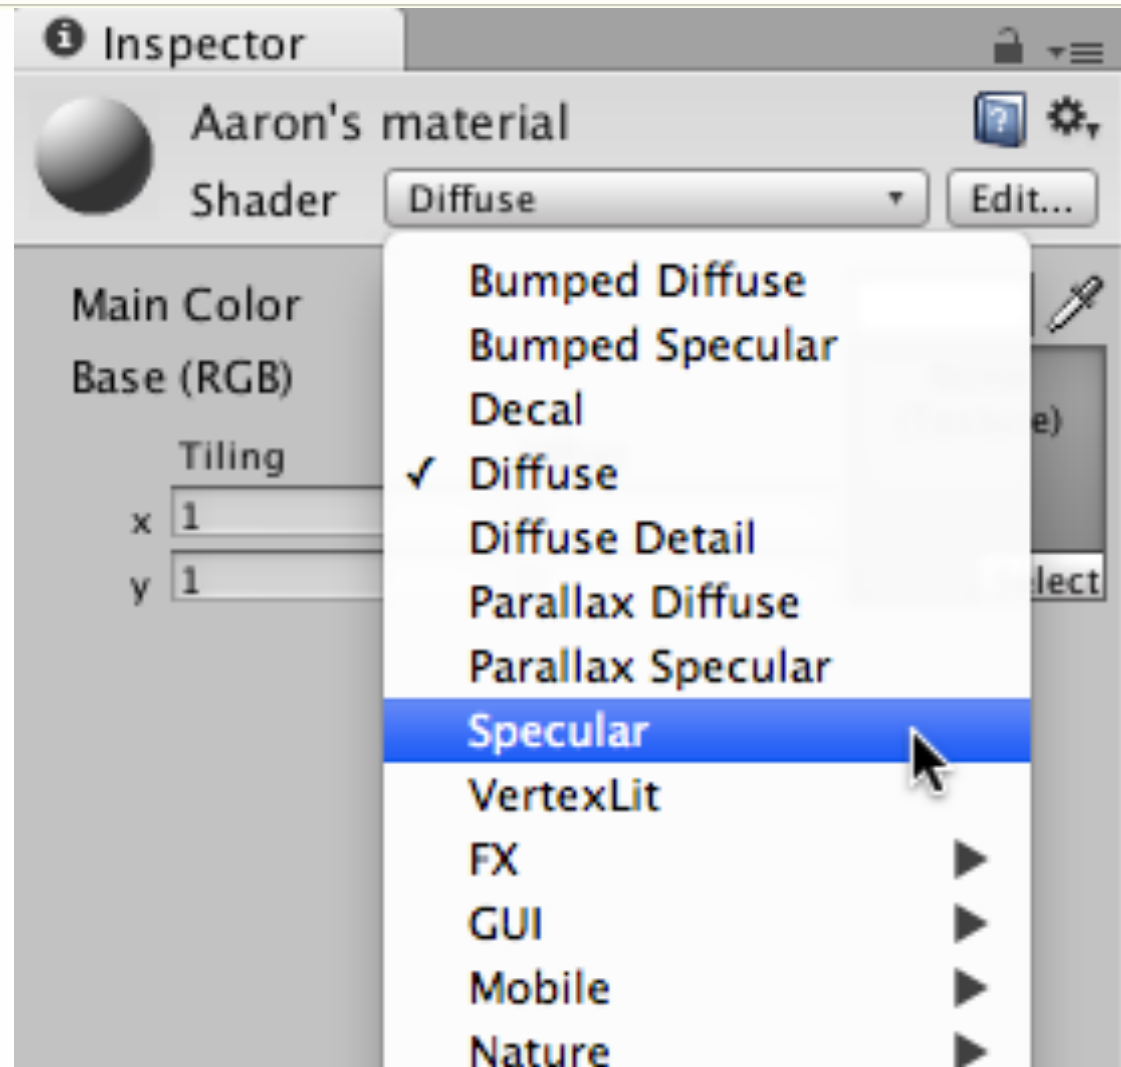 Inspector
Aaron's material
Shader Diffuse Edit...
Main Color
Base (RGB)
Tiling
x 1
y 1
Bumped Diffuse
Bumped Specular
Decal
✓ Diffuse
Diffuse Detail
Parallax Diffuse
Parallax Specular
Specular
VertexLit
FX
GUI
Mobile
Nature